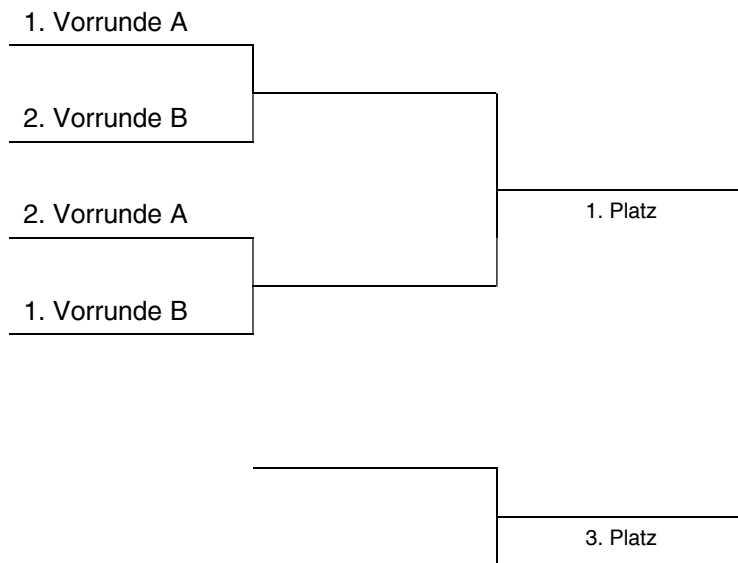 1. Vorrunde A
2. Vorrunde B
2. Vorrunde A
1. Platz
1. Vorrunde B
3. Platz